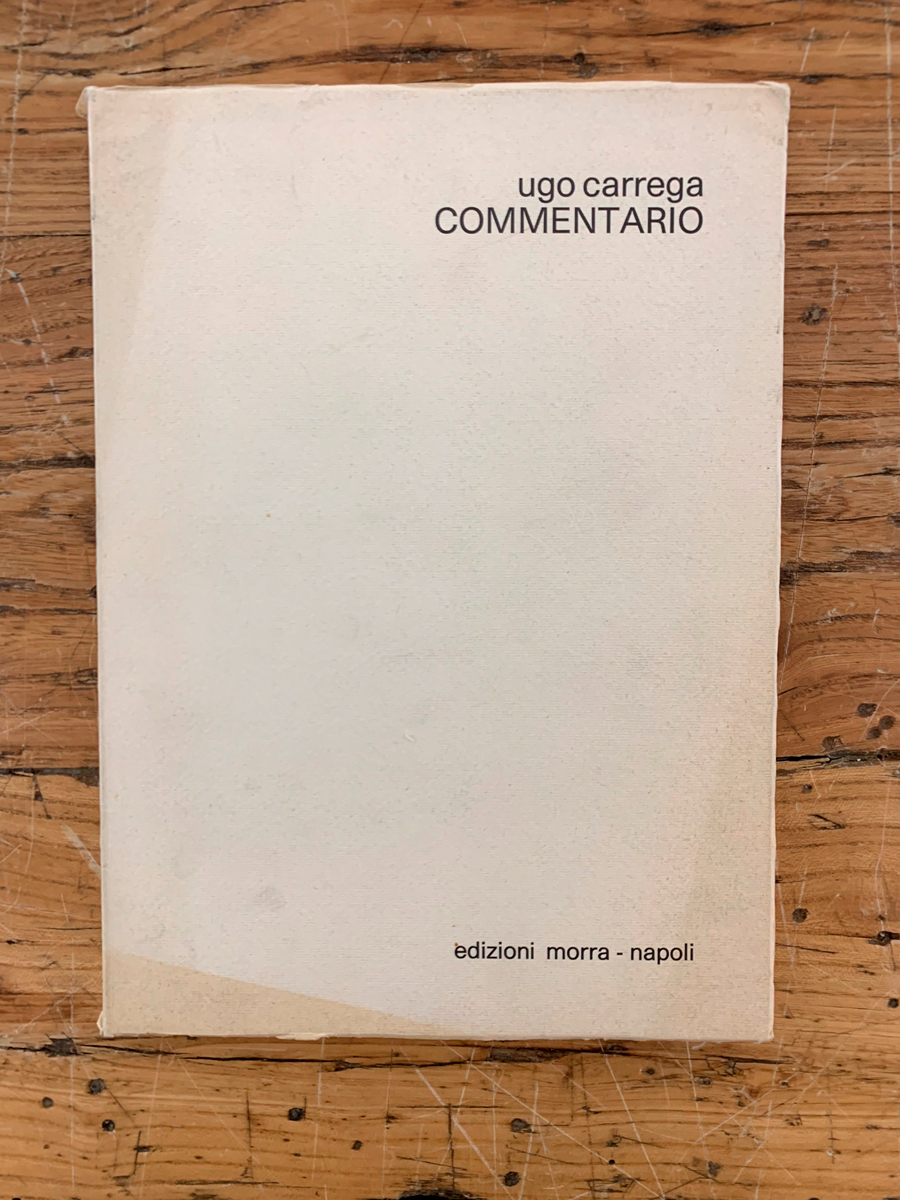 ugo carrega
COMMENTARIO
edizioni morra - napoli